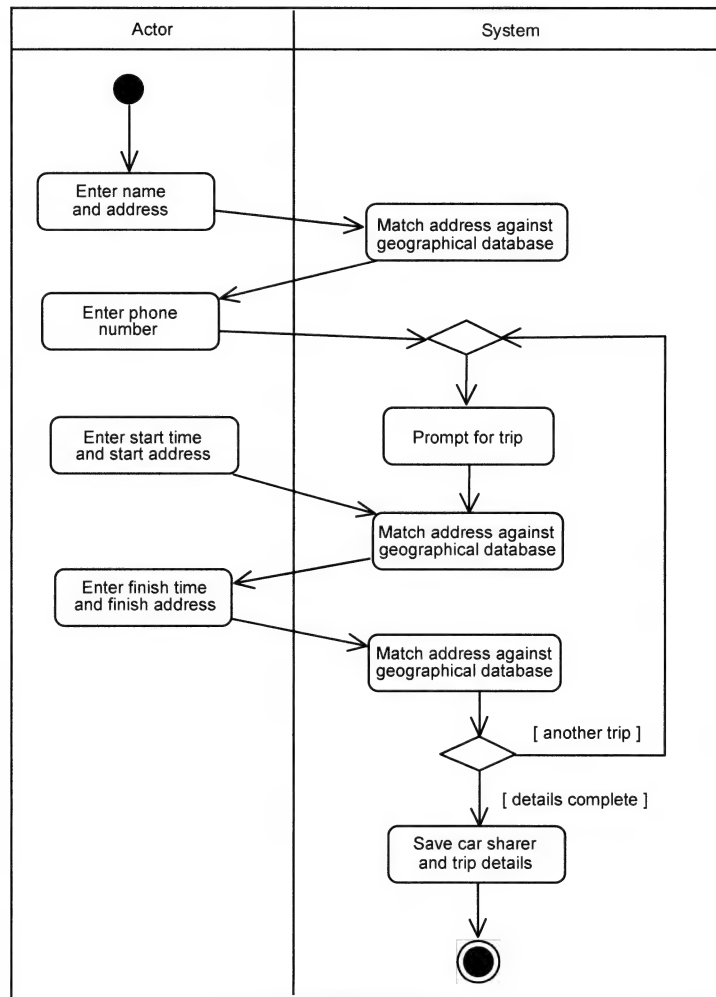 Actor
System
Enter name
and address
Match address against
geographical database
Enter phone
number
Prompt for trip
Enter start time
and start address
Match address against
geographical database
Enter finish time
and finish address
Match address against
geographical database
[ another trip ]
[ details complete ]
Save car sharer
and trip details